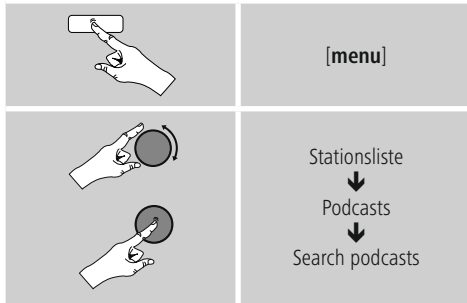 [menu]
Stationsliste
🡻
Podcasts
🡻
Search podcasts